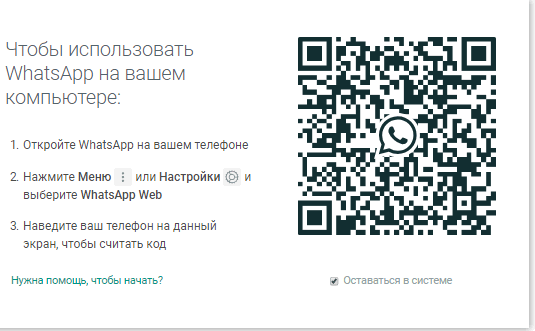 Чтобы использовать
WhatsApp на вашем
компьютере:
1. Откройте WhatsApp на вашем телефоне
2. Нажмите Меню или Настройки и
выберите WhatsApp Web
3. Наведите ваш телефон на данный
экран, чтобы считать код
Нужна помощь, чтобы начать?
Оставаться в системе